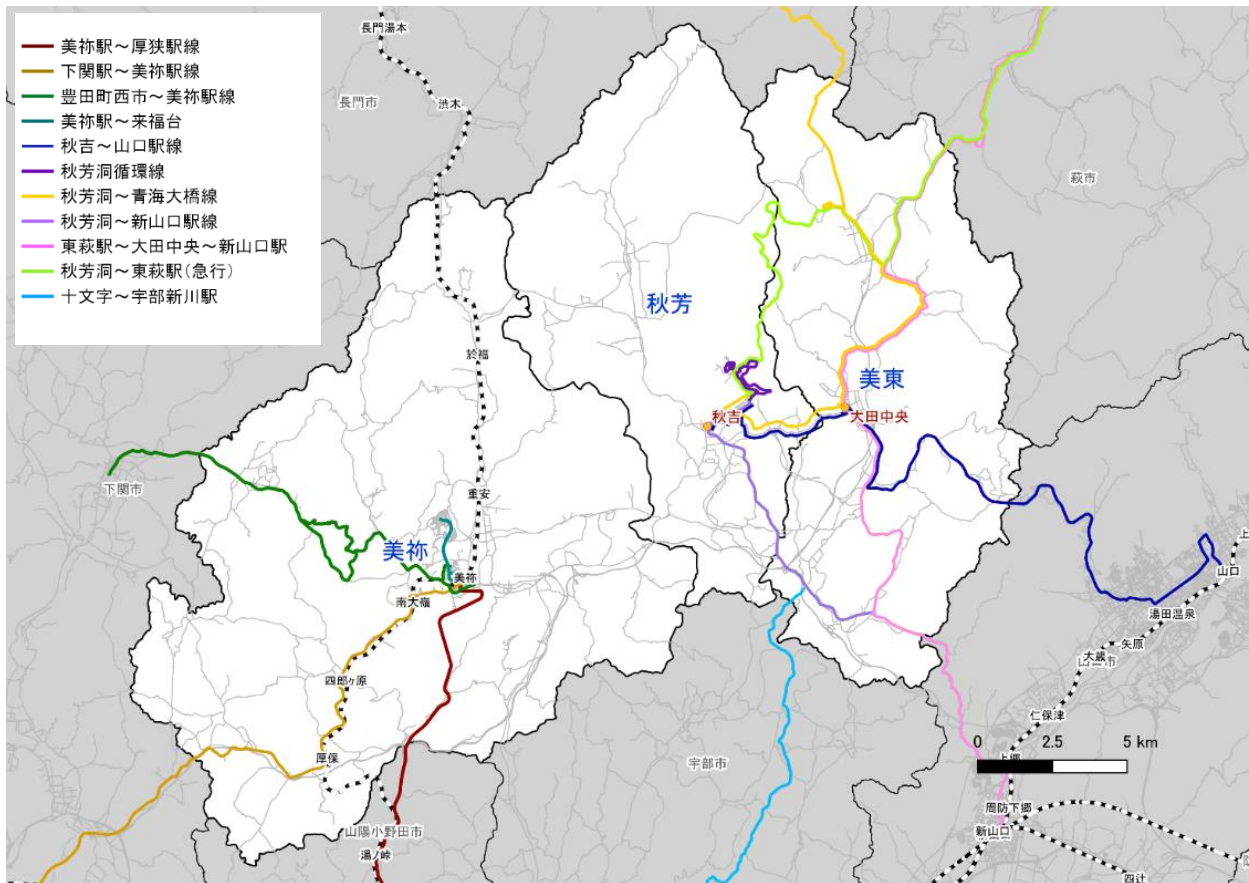 美祢駅～厚狭駅線
下関駅～美祢駅線
豊田町西市～美祢駅線
美祢駅～来福台
秋吉～山口駅線
秋芳洞循環線
秋芳洞～青海大橋線
秋芳洞～新山口駅線
東萩駅～大田中央～新山口駅
秋芳洞～東萩駅(急行)
十文字～宇部新川駅
長門湯本
長門市
渋木
萩市
秋芳
於福
美東
秋吉
大田中央
下関市
重安
美祢
美祢
南大嶺
上
山口
湯田温泉
矢原
大歳
山口市
四郎ヶ原
仁保津
厚保
宇部市
0 2.5 5 km
上郷
山陽小野田市
周防下郷
湯ノ峠
新山口
四辻